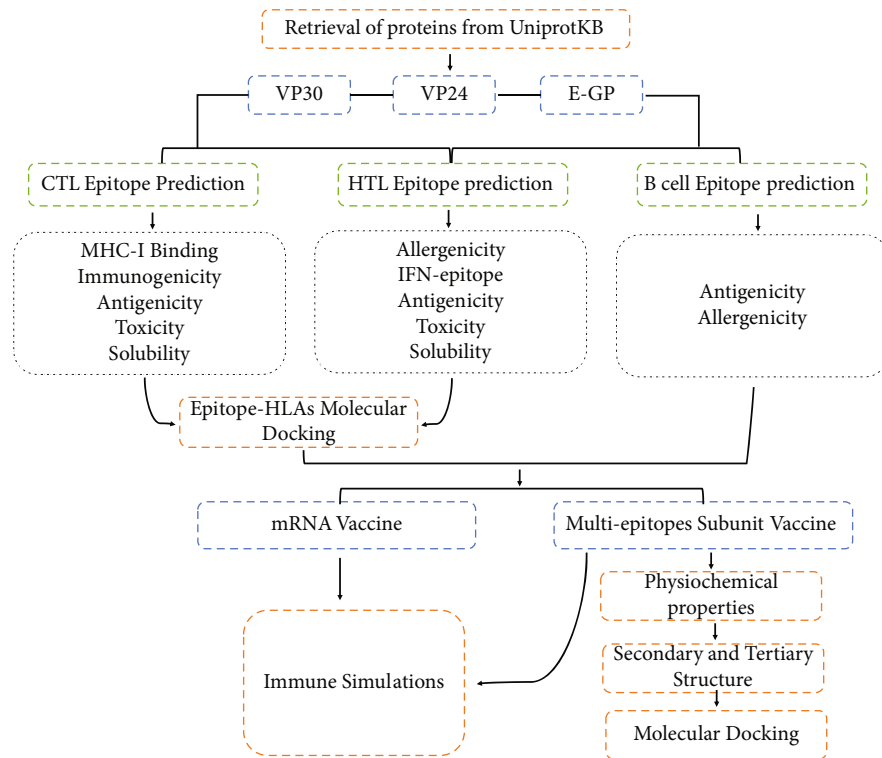 Retrieval of proteins from UniprotKB
VP30
VP24
E-GP
CTL Epitope Prediction
HTL Epitope prediction
B cell Epitope prediction
MHC-I Binding
Immunogenicity
Antigenicity
Toxicity
Solubility
Allergenicity
IFN-epitope
Antigenicity
Toxicity
Solubility
Antigenicity
Allergenicity
Epitope-HLAs Molecular
Docking
mRNA Vaccine
Multi-epitopes Subunit Vaccine
Physiochemical
properties
Secondary and Tertiary
Structure
Immune Simulations
Molecular Docking